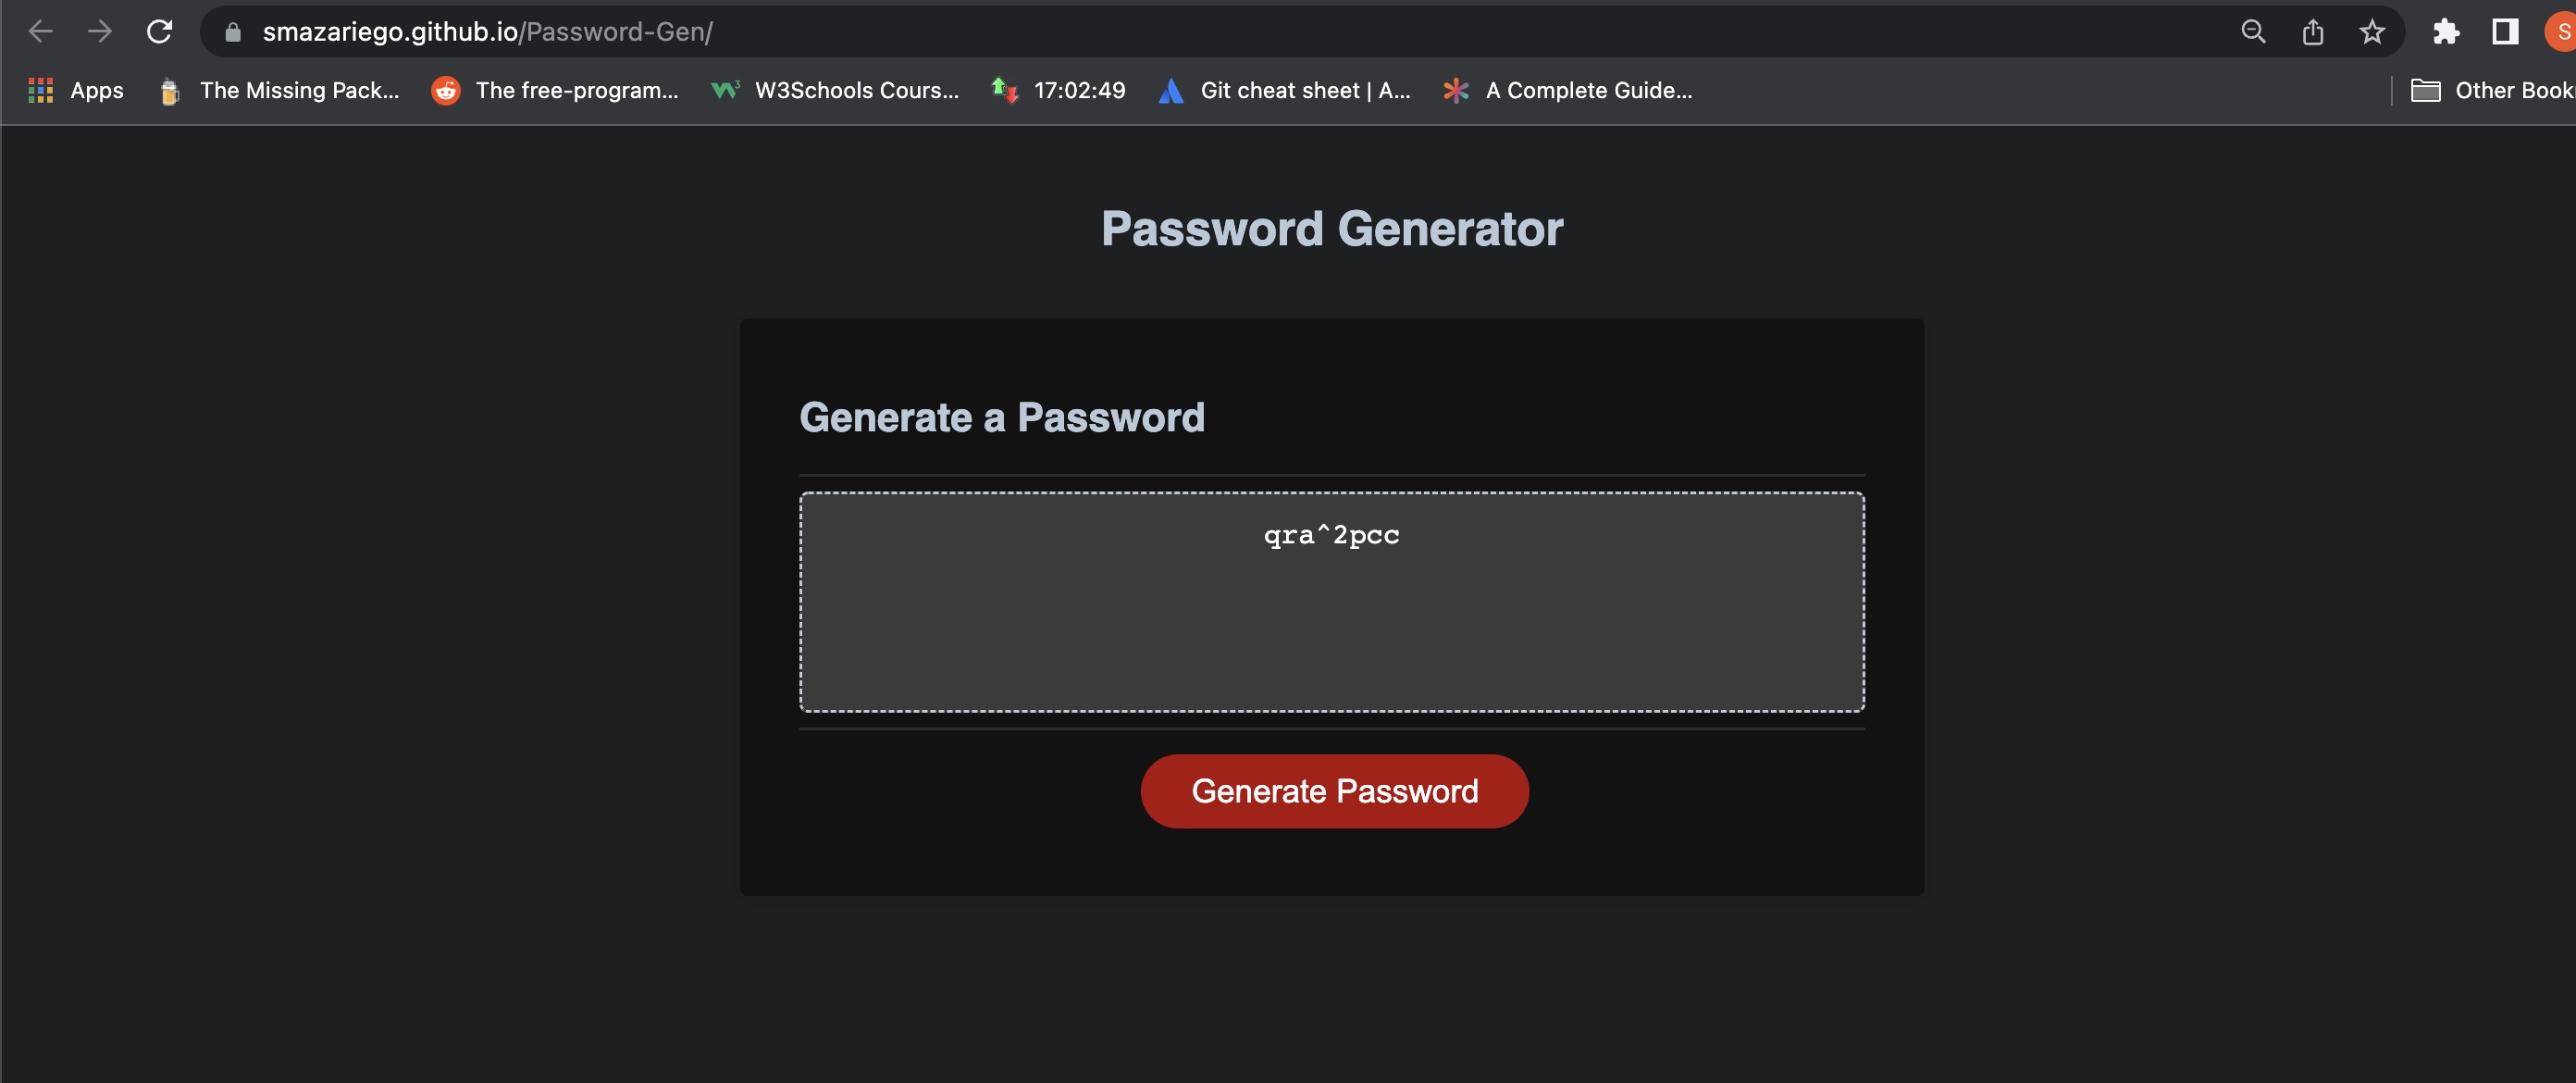 smazariego.github.io/Password-Gen/
S
Apps The Missing Pack... The free-program... W3Schools Cours... 17:02:49 Git cheat sheet | A... A Complete Guide... Other Book
Password Generator
Generate a Password
qra^2pcc
Generate Password